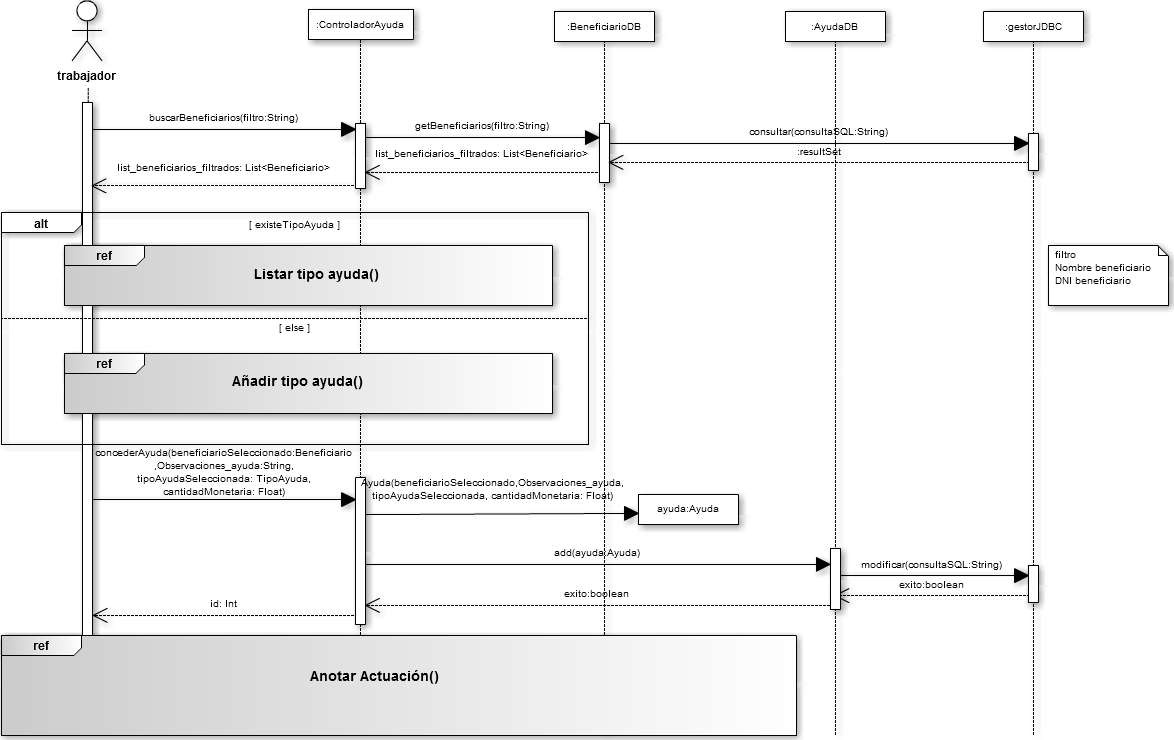 :ControladorAyuda
:BeneficiarioDB
:AyudaDB
:gestorJDBC
trabajador
buscarBeneficiarios(filtro:String)
getBeneficiarios(filtro:String)
consultar(consultaSQL:String)
:resultSet
list_beneficiarios_filtrados: List<Beneficiario>
list_beneficiarios_filtrados: List<Beneficiario>
alt
[ existeTipoAyuda ]
ref
Listar tipo ayuda()
filtro
Nombre beneficiario
DNI beneficiario
[ else ]
ref
Añadir tipo ayuda()
concederAyuda(beneficiarioSeleccionado:Beneficiario
,Observaciones_ayuda:String,
tipoAyudaSeleccionada: TipoAyuda,
cantidadMonetaria: Float)
Ayuda(beneficiarioSeleccionado,Observaciones_ayuda,
tipoAyudaSeleccionada, cantidadMonetaria: Float)
ayuda:Ayuda
add(ayuda:Ayuda)
modificar(consultaSQL:String)
exito:boolean
exito:boolean
id: Int
ref
Anotar Actuación()